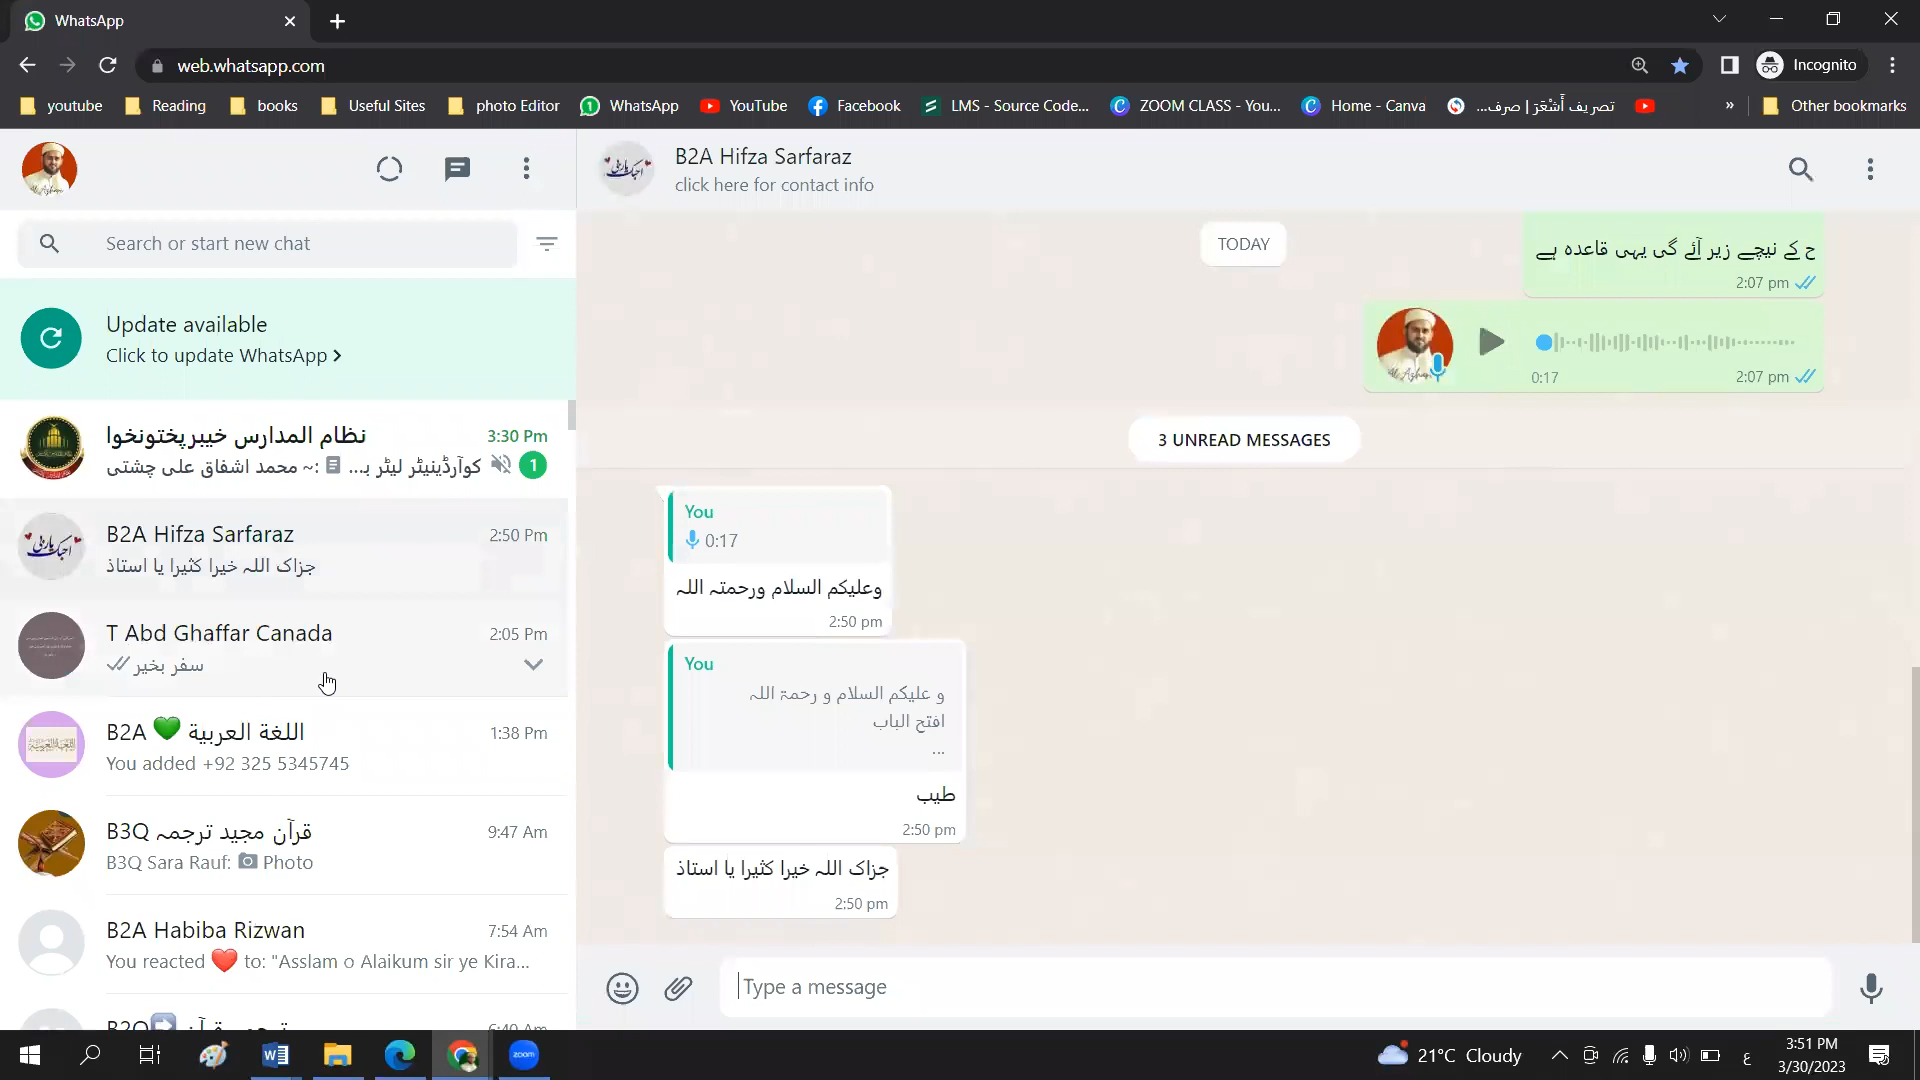 WhatsApp
web.whatsapp.com
Incognito
youtube
Reading
books
Useful Sites
photo Editor
WhatsApp
YouTube
Facebook
LMS - Source Code...
ZOOM CLASS - You...
Home - Canva
تصريف أَشْعَرَ | صرف...
»
Other bookmarks
B2A Hifza Sarfaraz
click here for contact info
Search or start new chat
Update available
Click to update WhatsApp
نظام المدارس خیبرپختونخوا
3:30 Pm
~ محمد اشفاق علی چشتی: کوآرڈینیٹر لیٹر بـ...
1
B2A Hifza Sarfaraz
2:50 Pm
جزاک اللہ خیرا کثیرا یا استاذ
T Abd Ghaffar Canada
2:05 Pm
سفر بخیر
B2A 💚 اللغة العربية
1:38 Pm
You added +92 325 5345745
B3Q قرآن مجید ترجمہ
9:47 Am
B3Q Sara Rauf: Photo
B2A Habiba Rizwan
7:54 Am
You reacted ❤️ to: "Asslam o Alaikum sir ye Kira...
TODAY
ح کے نیچے زیر آئے گی یہی قاعدہ ہے
2:07 pm
0:17
2:07 pm
3 UNREAD MESSAGES
You
0:17
وعلیکم السلام ورحمتہ اللہ
2:50 pm
You
و علیکم السلام و رحمۃ اللہ
افتح الباب
...
طیب
2:50 pm
جزاک اللہ خیرا کثیرا یا استاذ
2:50 pm
Type a message
zoom
21°C Cloudy
ع
3:51 PM
3/30/2023